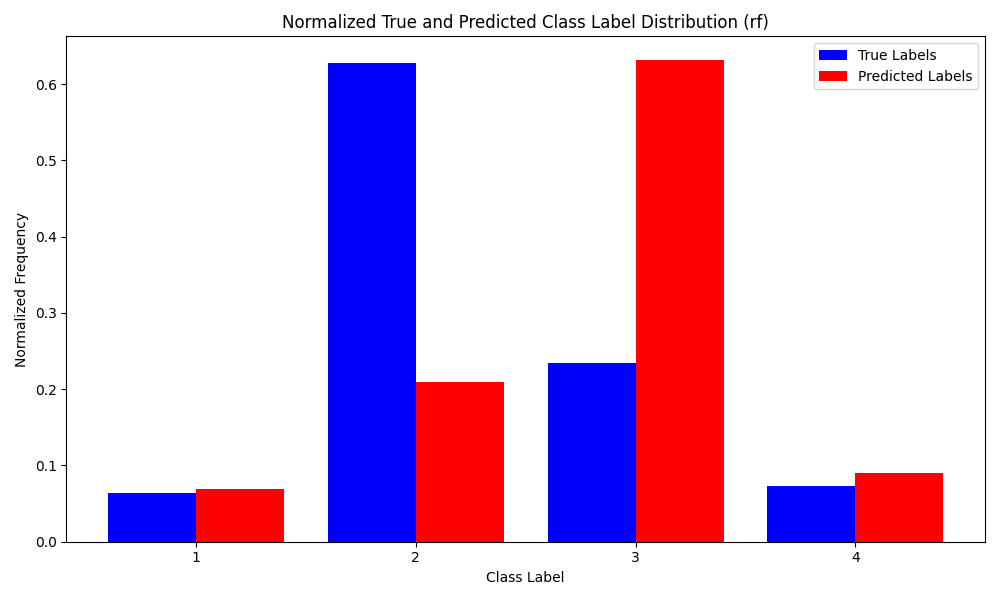 Normalized True and Predicted Class Label Distribution (rf)
True Labels
Predicted Labels
Normalized Frequency
0.6
0.5
0.4
0.3
0.2
0.1
0.0
1 2 3 4
Class Label